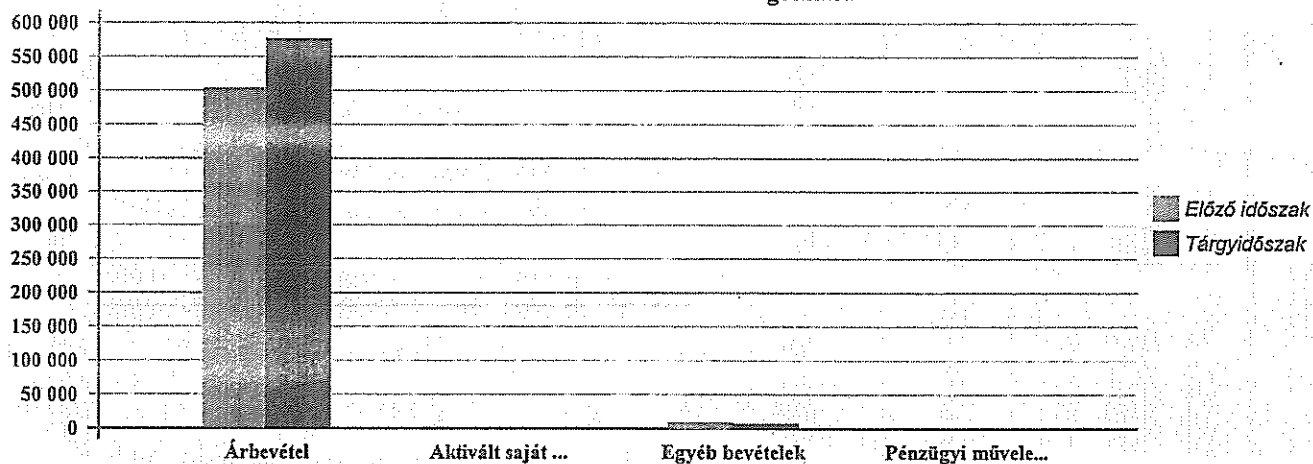 600 000
550 000
500 000
450 000
400 000
350 000
300 000
250 000
200 000
150 000
100 000
50 000
0
Árbevétel
Aktivált saját ...
Egyéb bevételek
Pénzügyi művele...
Előző időszak
Tárgyidőszak